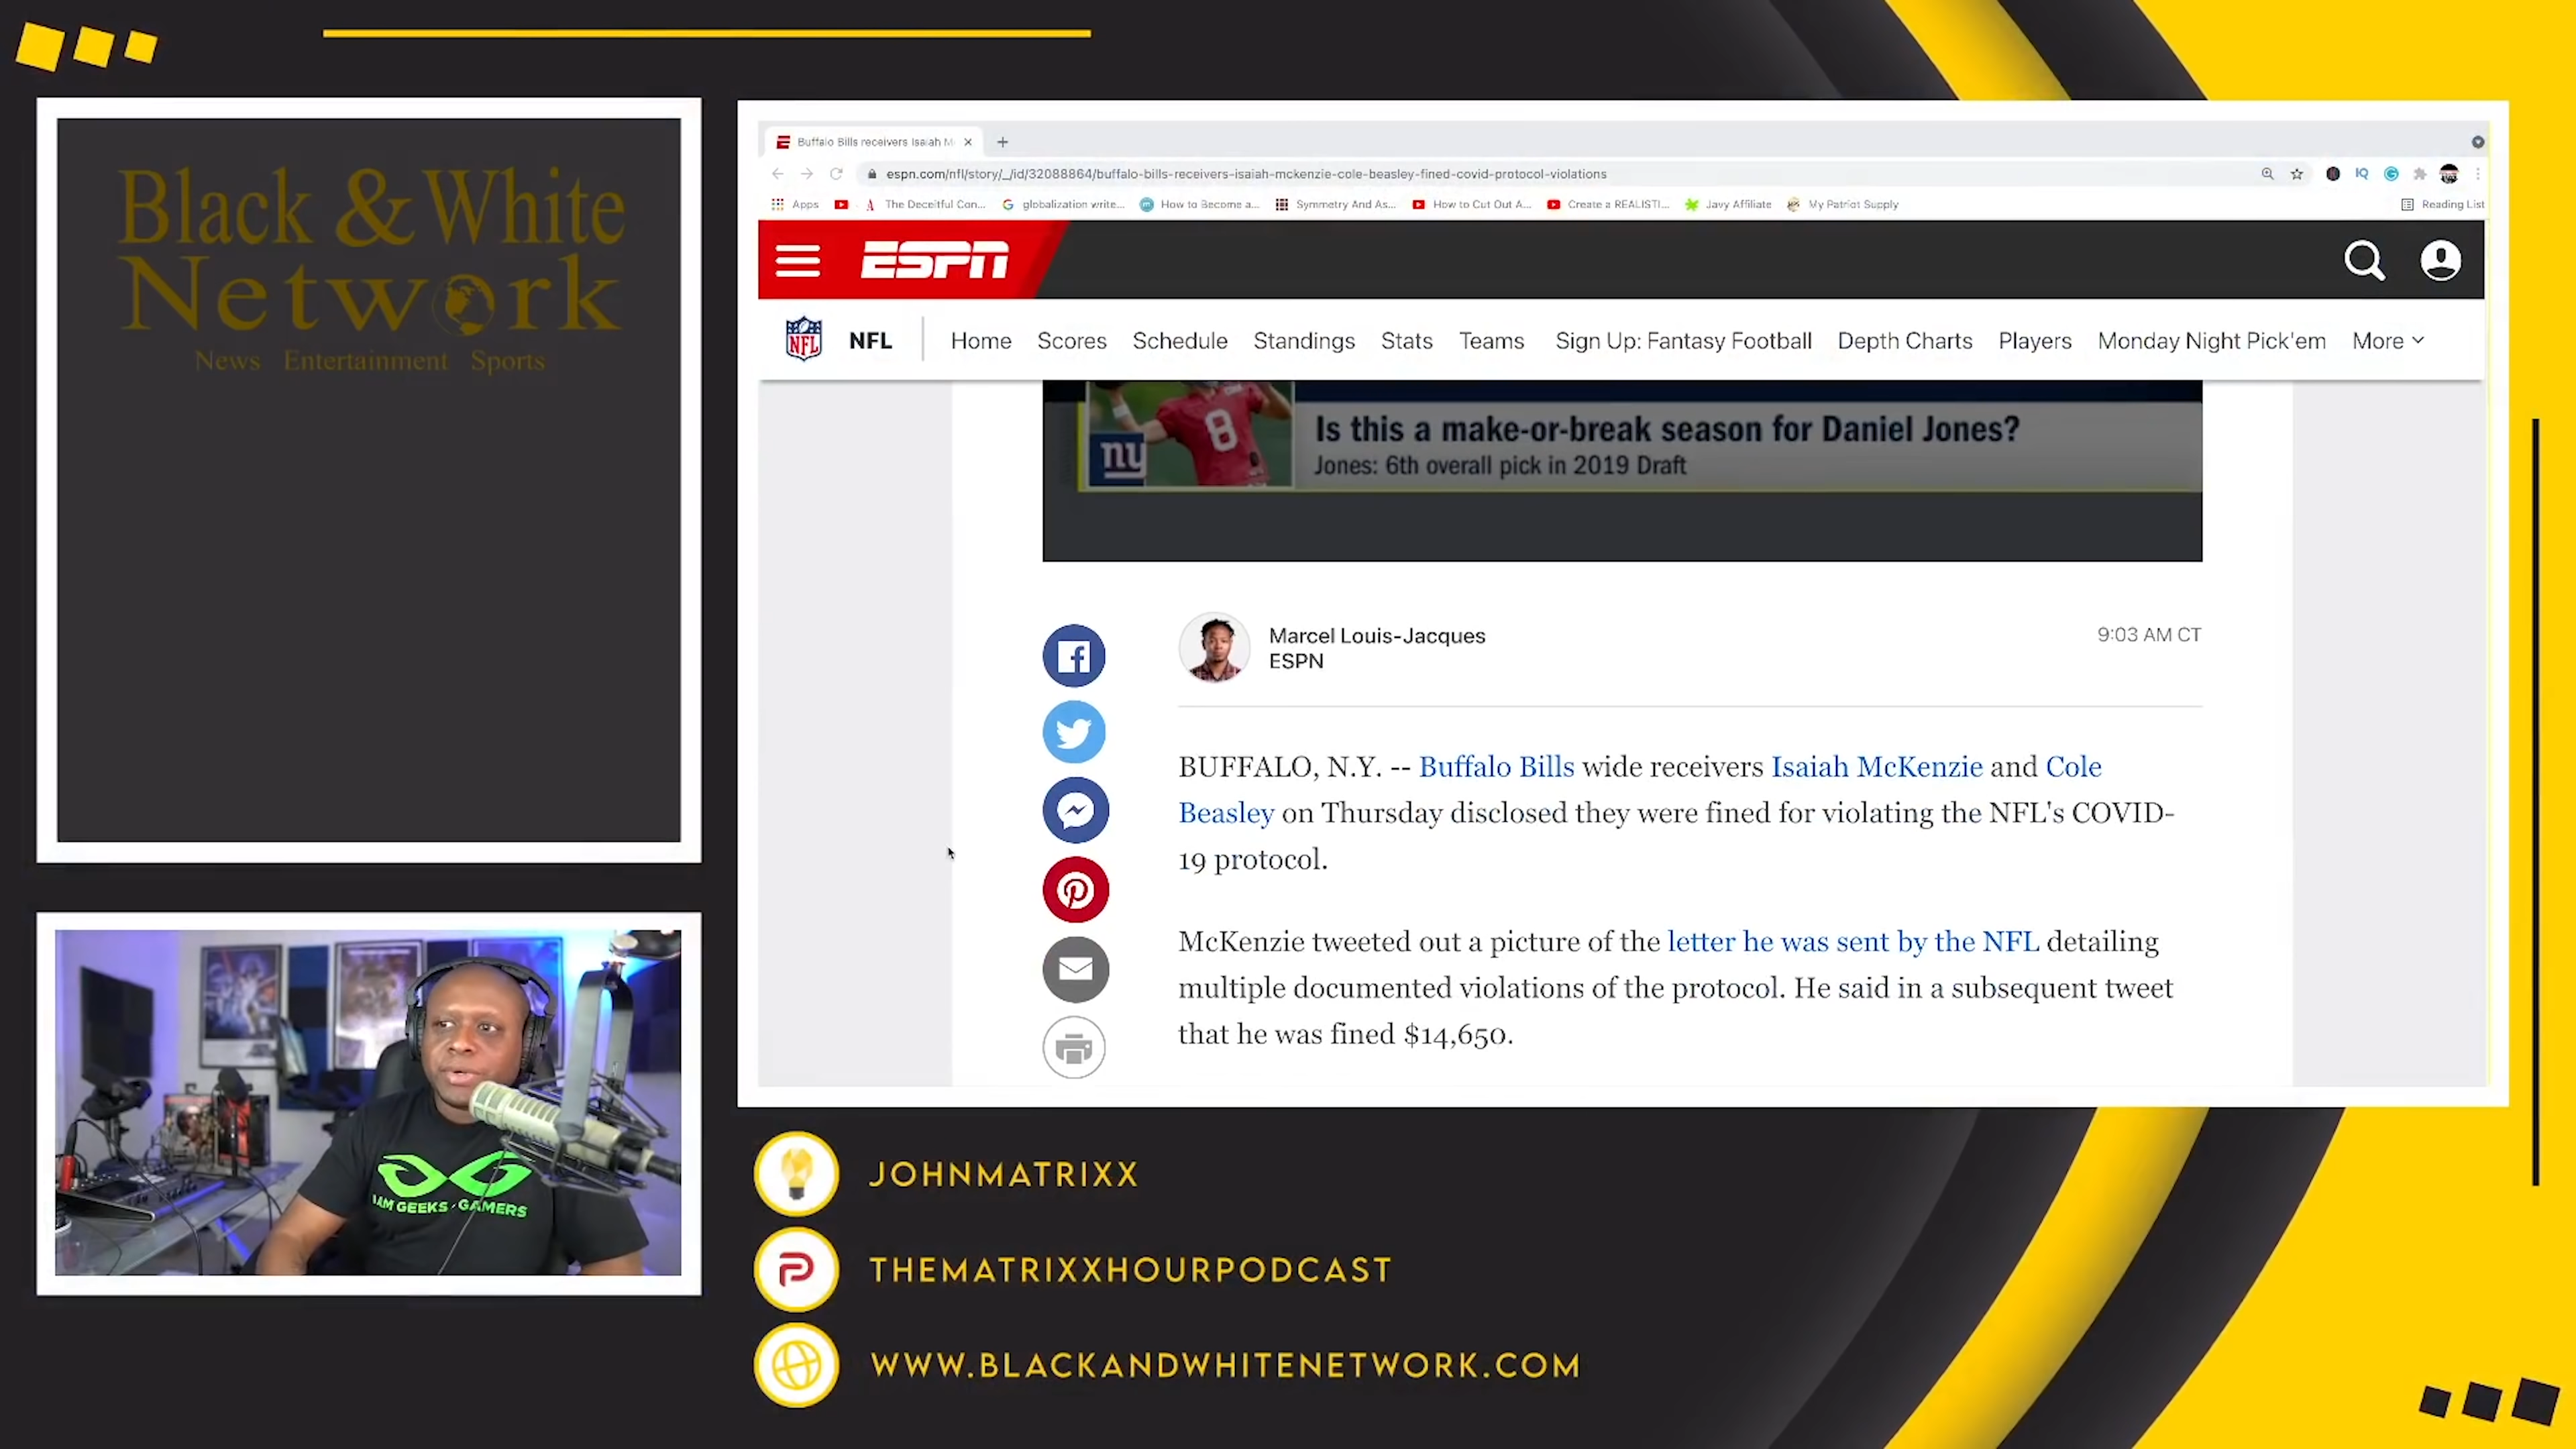 Black & White
Network
News Entertainment Sports
Buffalo Bills receivers Isaiah M
espn.com/nfl/story/_/id/32088864/buffalo-bills-receivers-isaiah-mckenzie-cole-beasley-fined-covid-protocol-violations
Apps The Deceitful Con... globalization write... How to Become a... Symmetry And As... How to Cut Out A... Create a REALISTI... Javy Affiliate My Patriot Supply Reading List
ESPN
NFL NFL Home Scores Schedule Standings Stats Teams Sign Up: Fantasy Football Depth Charts Players Monday Night Pick'em More
8
ny
Is this a make-or-break season for Daniel Jones?
Jones: 6th overall pick in 2019 Draft
Marcel Louis-Jacques
ESPN
9:03 AM CT
BUFFALO, N.Y. -- Buffalo Bills wide receivers Isaiah McKenzie and Cole
Beasley on Thursday disclosed they were fined for violating the NFL's COVID-
19 protocol.
McKenzie tweeted out a picture of the letter he was sent by the NFL detailing
multiple documented violations of the protocol. He said in a subsequent tweet
that he was fined $14,650.
AM GEEKS + GAMERS
JOHNMATRIXX
THEMATRIXXHOURPODCAST
WWW.BLACKANDWHITENETWORK.COM